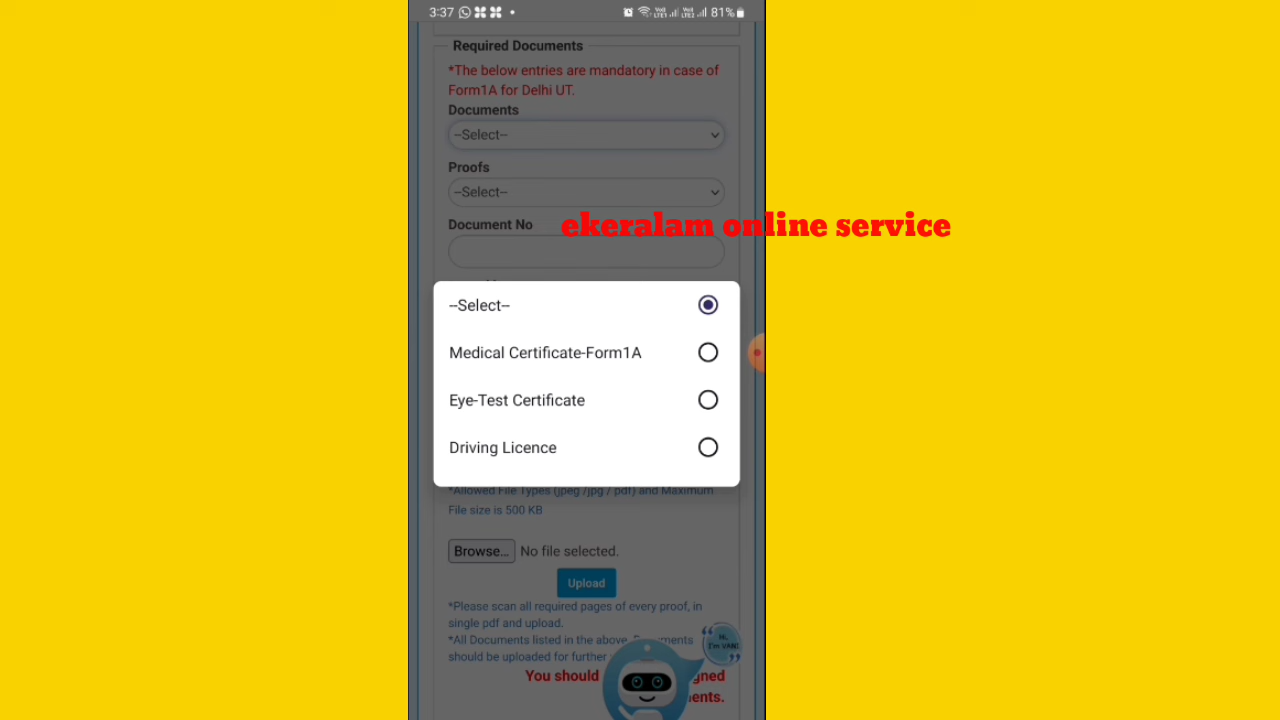 3:37 81%
Required Documents
*The below entries are mandatory in case of
Form1A for Delhi UT.
Documents
--Select--
Proofs
--Select--
Document No
ekeralam online service
--Select--
Medical Certificate-Form1A
Eye-Test Certificate
Driving Licence
*Allowed File Types (jpeg /jpg / pdf) and Maximum
File size is 500 KB
Browse... No file selected.
Upload
*Please scan all required pages of every proof, in
single pdf and upload.
*All Documents listed in the above
should be uploaded for further
Hi,
I'm VANI
You should